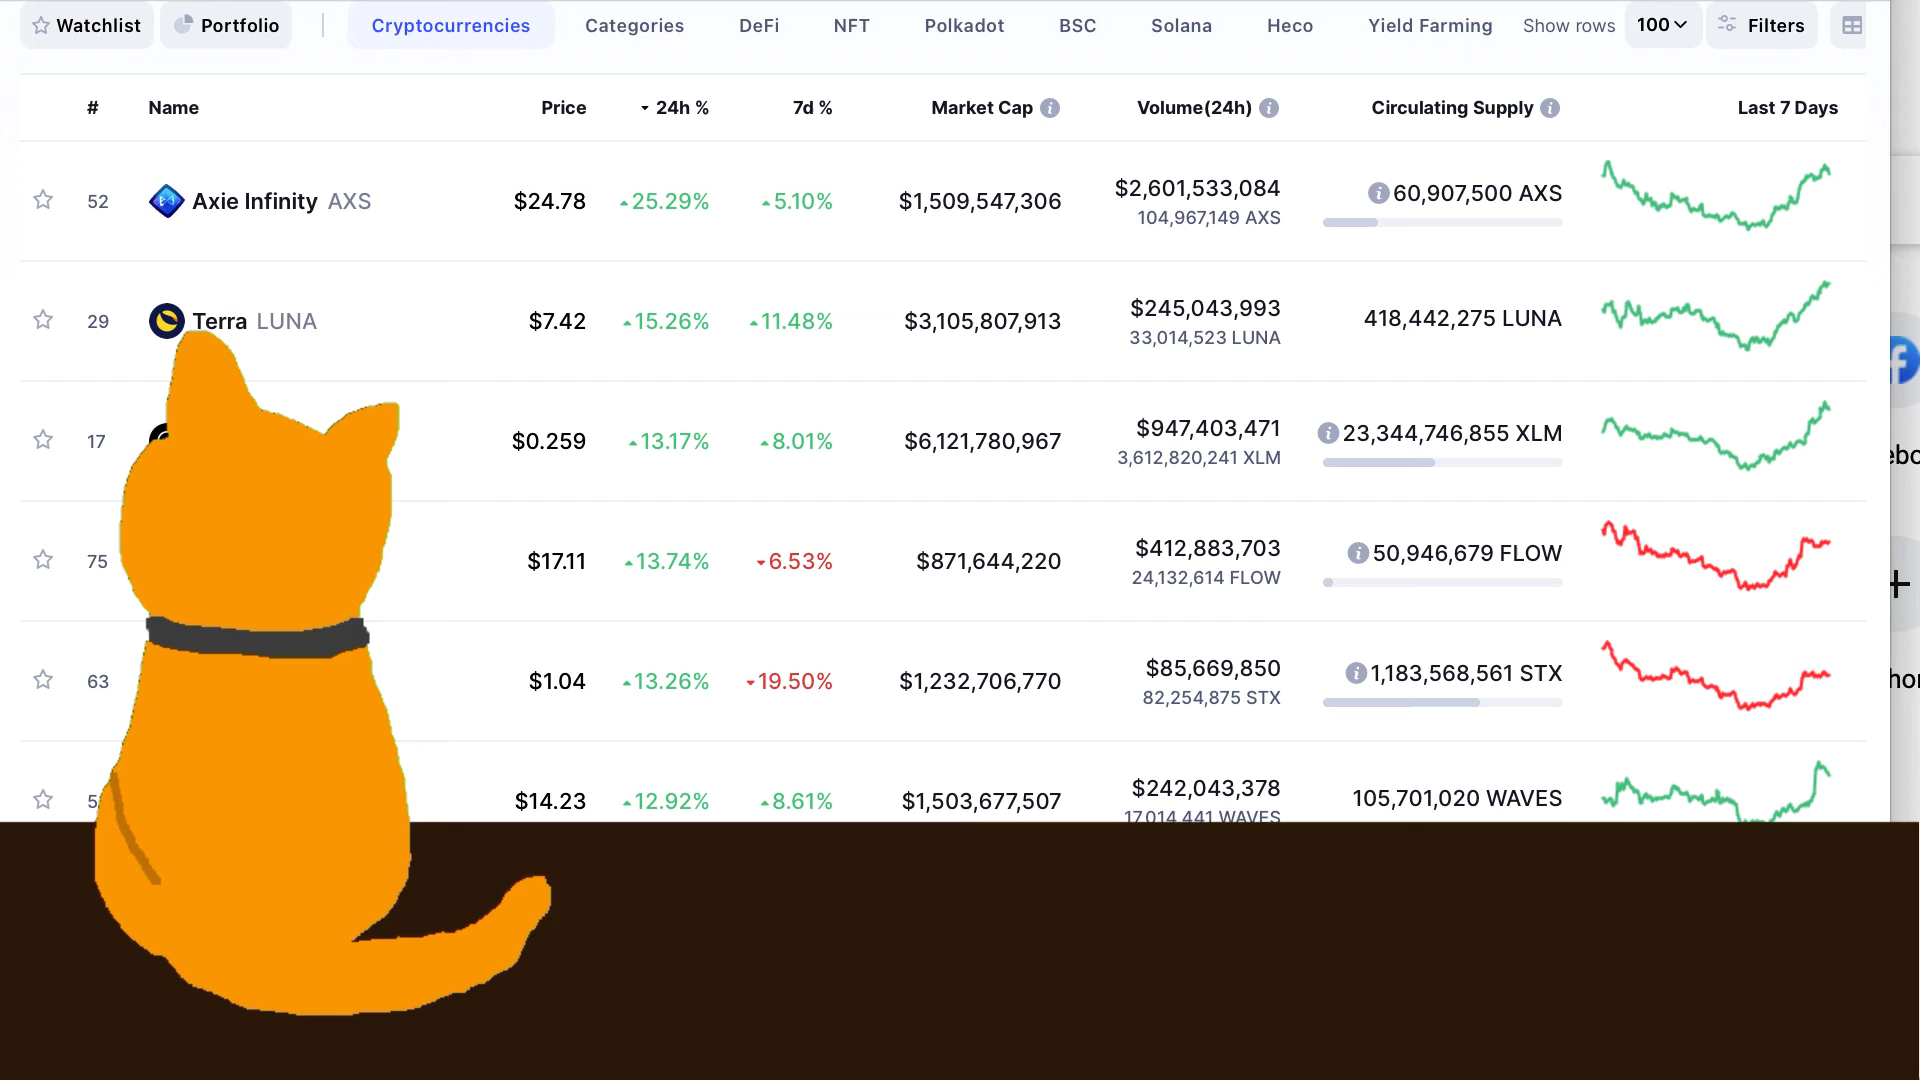 Watchlist Portfolio Cryptocurrencies Categories DeFi NFT Polkadot BSC Solana Heco Yield Farming Show rows 100 Filters
# Name Price 24h % 7d % Market Cap Volume(24h) Circulating Supply Last 7 Days
52 Axie Infinity AXS $24.78 25.29% 5.10% $1,509,547,306 $2,601,533,084 60,907,500 AXS
104,967,149 AXS
29 Terra LUNA $7.42 15.26% 11.48% $3,105,807,913 $245,043,993 418,442,275 LUNA
33,014,523 LUNA
17 $0.259 13.17% 8.01% $6,121,780,967 $947,403,471 23,344,746,855 XLM
3,612,820,241 XLM
75 $17.11 13.74% 6.53% $871,644,220 $412,883,703 50,946,679 FLOW
24,132,614 FLOW
63 $1.04 13.26% 19.50% $1,232,706,770 $85,669,850 1,183,568,561 STX
82,254,875 STX
$14.23 12.92% 8.61% $1,503,677,507 $242,043,378 105,701,020 WAVES
17,014,441 WAVES